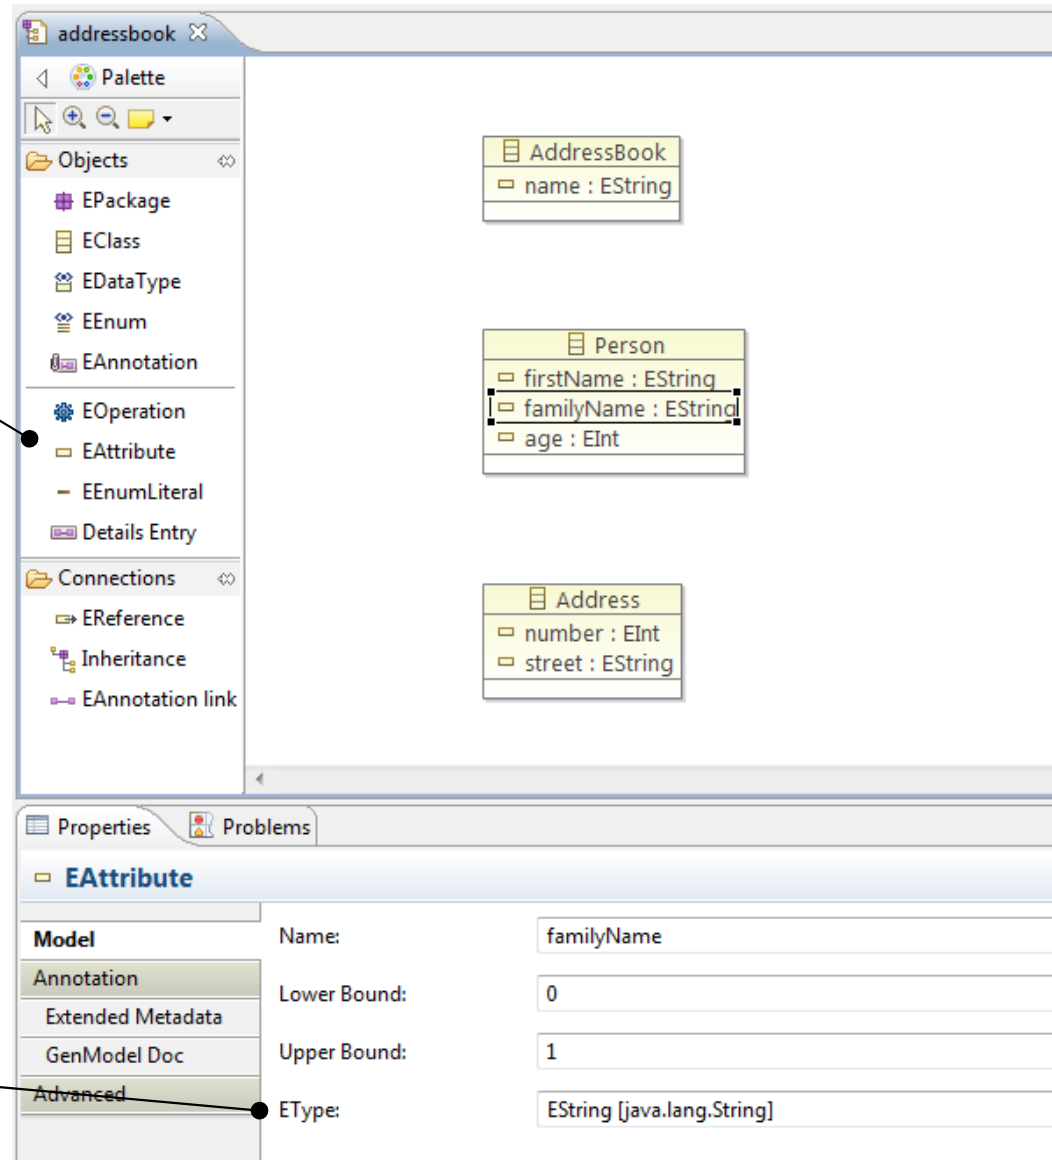 addressbook
Palette
Objects
EPackage
EClass
EDataType
EEnum
EAnnotation
EOperation
EAttribute
EEnumLiteral
Details Entry
Connections
EReference
Inheritance
EAnnotation link
AddressBook
name : EString
Person
firstName : EString
familyName : EString
age : EInt
Address
number : EInt
street : EString
Properties
Problems
EAttribute
Model
Annotation
Extended Metadata
GenModel Doc
Advanced
Name: familyName
Lower Bound: 0
Upper Bound: 1
EType: EString [java.lang.String]